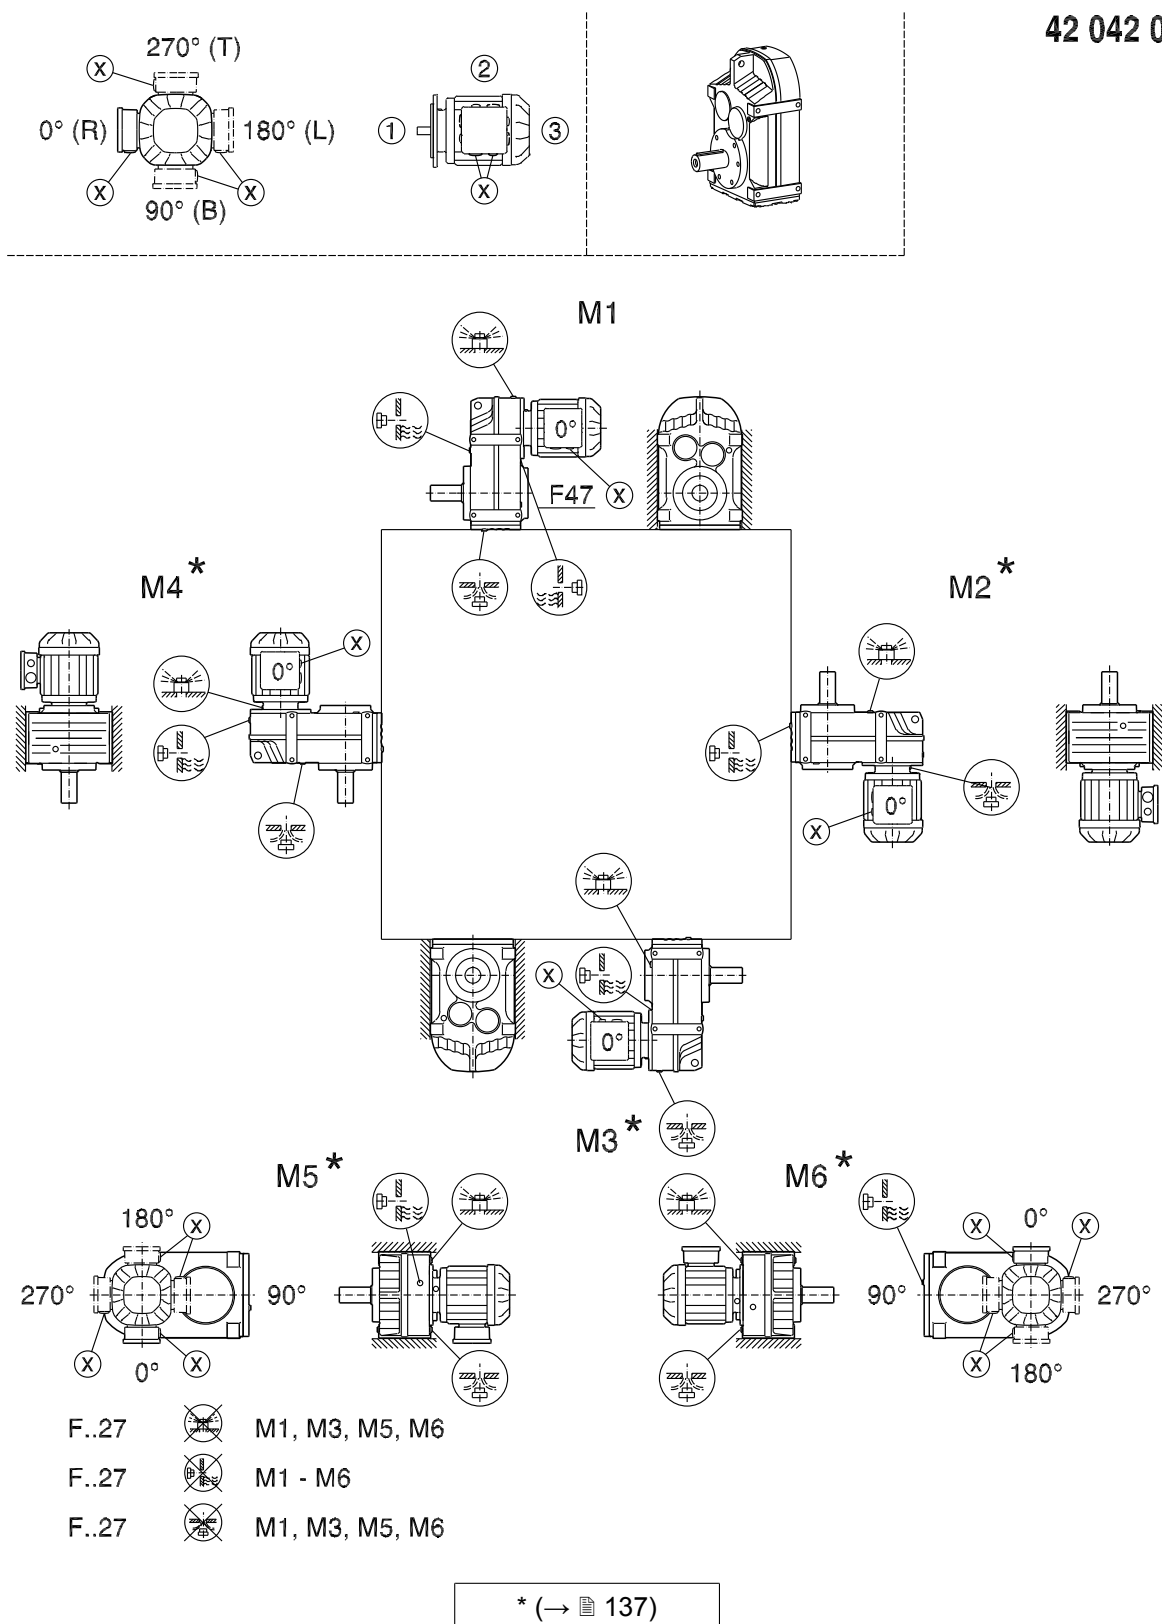 42 042 0
270° (T)
X
0° (R)
180° (L)
X
X
90° (B)
2
1
3
X
M1
0°
F47
X
M4*
M2*
X
0°
0°
X
X
0°
M3*
M5*
M6*
180°
X
X
270°
90°
X
X
0°
0°
X
X
90°
270°
X
180°
F..27 M1, M3, M5, M6
F..27 M1 - M6
F..27 M1, M3, M5, M6
* (→ 137)